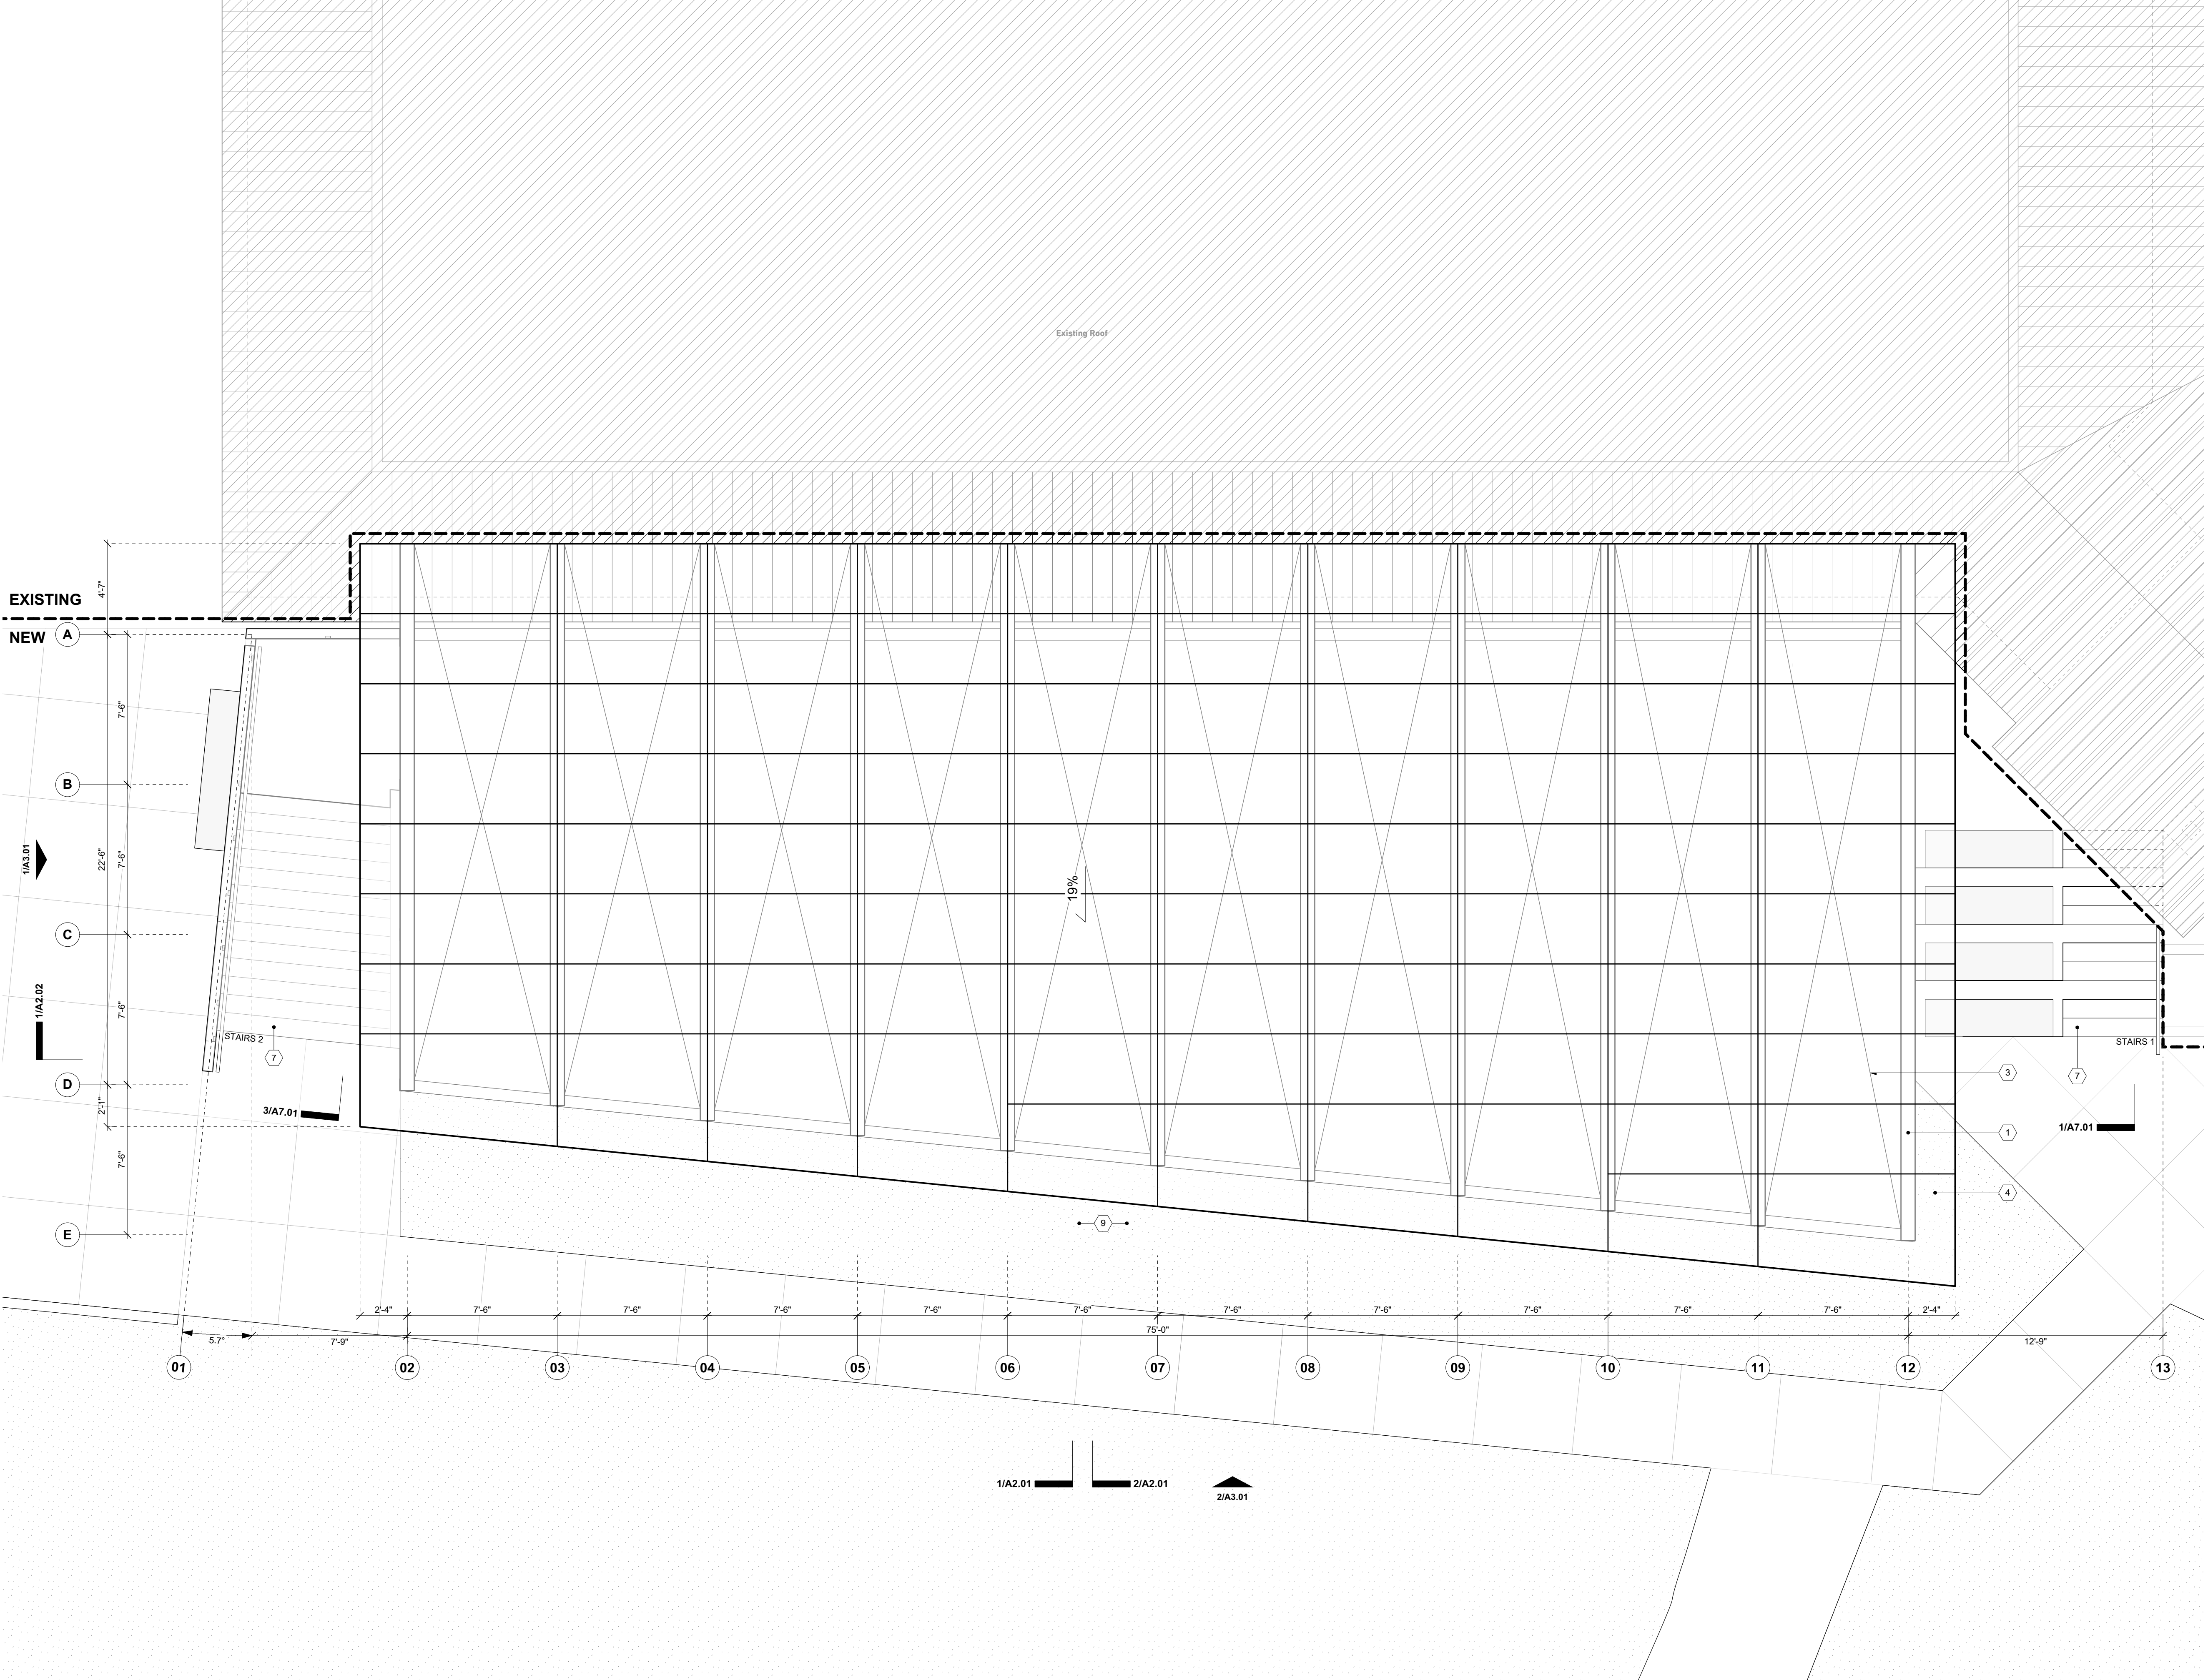 Existing Roof
4'-7"
EXISTING
NEW
A
7'-6"
B
1/A3.01
22'-6"
7'-6"
19%
C
1/A2.02
7'-6"
STAIRS 2
7
STAIRS 1
7
3
D
2'-1"
3/A7.01
1
1/A7.01
7'-6"
4
9
E
2'-4"
7'-6"
7'-6"
7'-6"
7'-6"
7'-6"
7'-6"
7'-6"
7'-6"
7'-6"
7'-6"
2'-4"
5.7°
7'-9"
75'-0"
12'-9"
01
02
03
04
05
06
07
08
09
10
11
12
13
1/A2.01
2/A2.01
2/A3.01